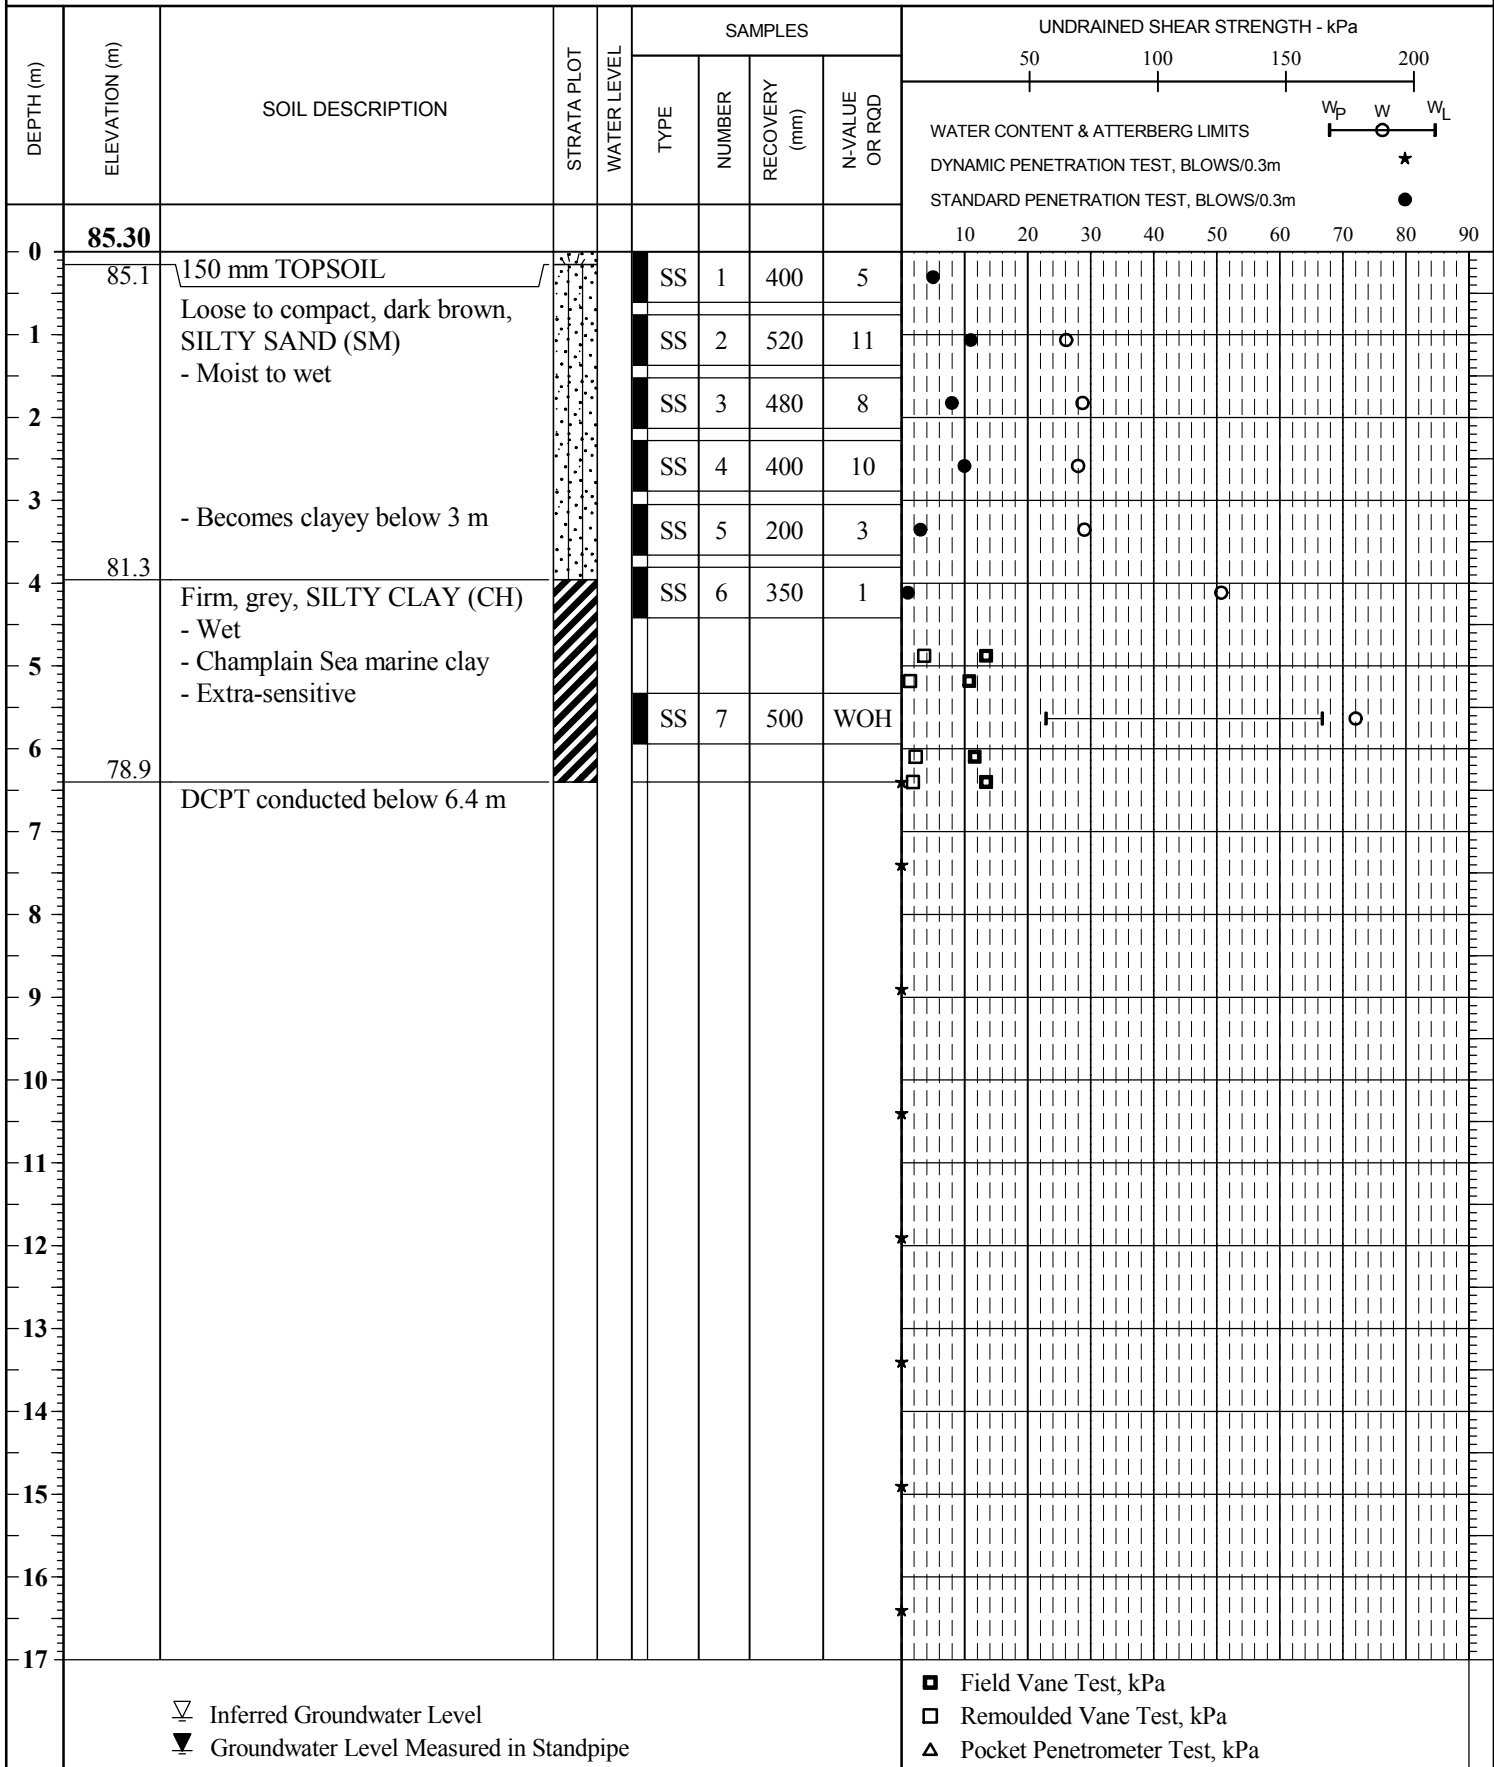 DEPTH (m)
ELEVATION (m)
SOIL DESCRIPTION
STRATA PLOT
WATER LEVEL
SAMPLES
TYPE
NUMBER
RECOVERY (mm)
N-VALUE OR RQD
UNDRAINED SHEAR STRENGTH - kPa
50 100 150 200
WATER CONTENT & ATTERBERG LIMITS
WP W WL
DYNAMIC PENETRATION TEST, BLOWS/0.3m ★
STANDARD PENETRATION TEST, BLOWS/0.3m ●
10 20 30 40 50 60 70 80 90
0 85.30
85.1 150 mm TOPSOIL
SS 1 400 5
Loose to compact, dark brown,
1 SILTY SAND (SM)
SS 2 520 11
- Moist to wet
SS 3 480 8
2
SS 4 400 10
3
- Becomes clayey below 3 m
SS 5 200 3
81.3
4
Firm, grey, SILTY CLAY (CH)
SS 6 350 1
- Wet
- Champlain Sea marine clay
5
- Extra-sensitive
SS 7 500 WOH
6
78.9
DCPT conducted below 6.4 m
7
8
9
10
11
12
13
14
15
16
17
Inferred Groundwater Level
Groundwater Level Measured in Standpipe
Field Vane Test, kPa
Remoulded Vane Test, kPa
Pocket Penetrometer Test, kPa